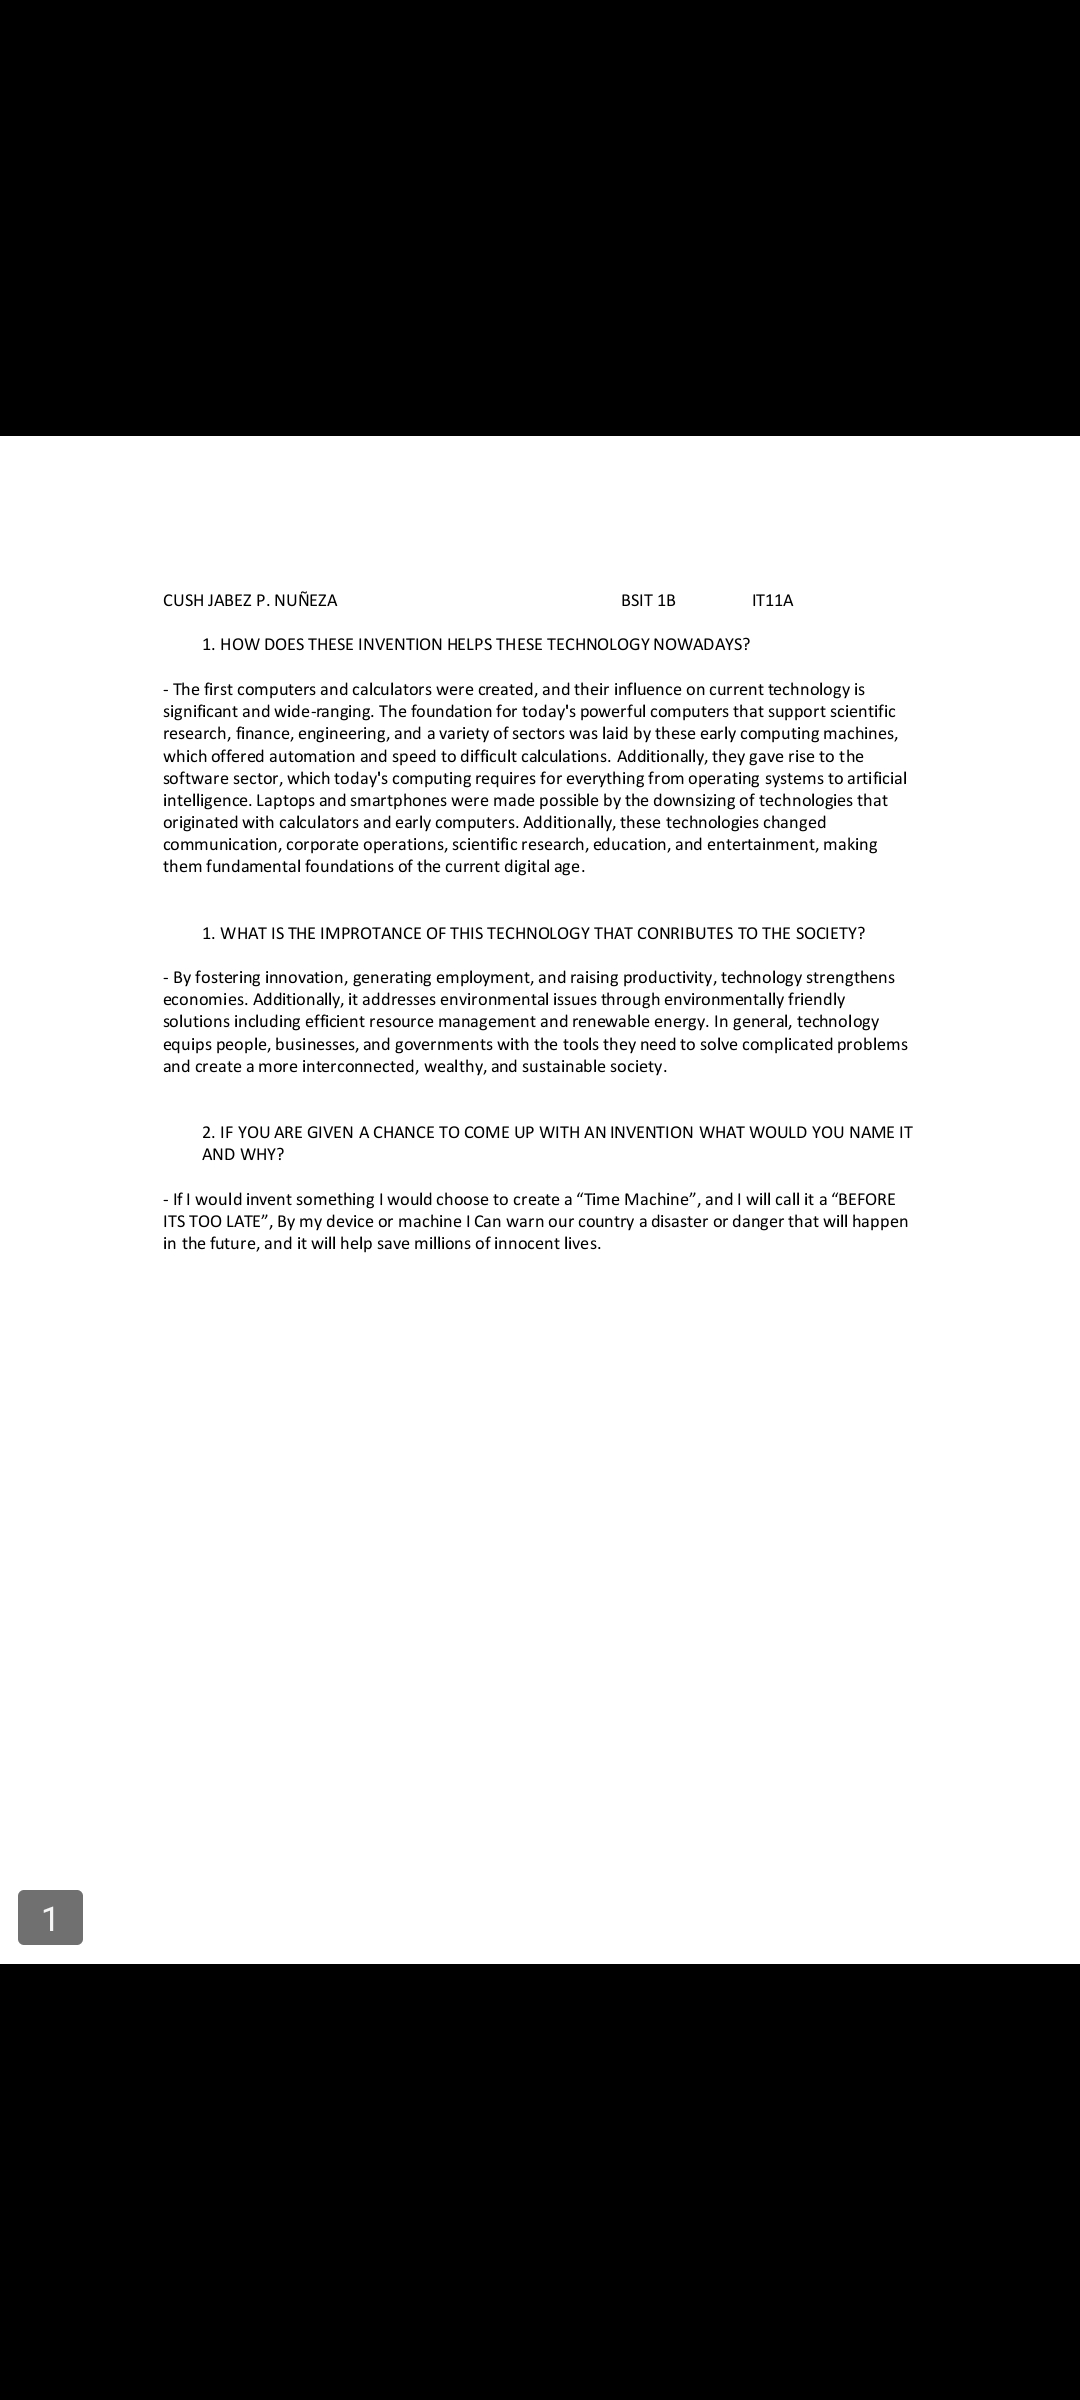 CUSH JABEZ P. NUÑEZA BSIT 1B IT11A
1. HOW DOES THESE INVENTION HELPS THESE TECHNOLOGY NOWADAYS?
- The first computers and calculators were created, and their influence on current technology is
significant and wide-ranging. The foundation for today's powerful computers that support scientific
research, finance, engineering, and a variety of sectors was laid by these early computing machines,
which offered automation and speed to difficult calculations. Additionally, they gave rise to the
software sector, which today's computing requires for everything from operating systems to artificial
intelligence. Laptops and smartphones were made possible by the downsizing of technologies that
originated with calculators and early computers. Additionally, these technologies changed
communication, corporate operations, scientific research, education, and entertainment, making
them fundamental foundations of the current digital age.
1. WHAT IS THE IMPROTANCE OF THIS TECHNOLOGY THAT CONRIBUTES TO THE SOCIETY?
- By fostering innovation, generating employment, and raising productivity, technology strengthens
economies. Additionally, it addresses environmental issues through environmentally friendly
solutions including efficient resource management and renewable energy. In general, technology
equips people, businesses, and governments with the tools they need to solve complicated problems
and create a more interconnected, wealthy, and sustainable society.
2. IF YOU ARE GIVEN A CHANCE TO COME UP WITH AN INVENTION WHAT WOULD YOU NAME IT
AND WHY?
- If I would invent something I would choose to create a “Time Machine”, and I will call it a “BEFORE
ITS TOO LATE”, By my device or machine I Can warn our country a disaster or danger that will happen
in the future, and it will help save millions of innocent lives.
1